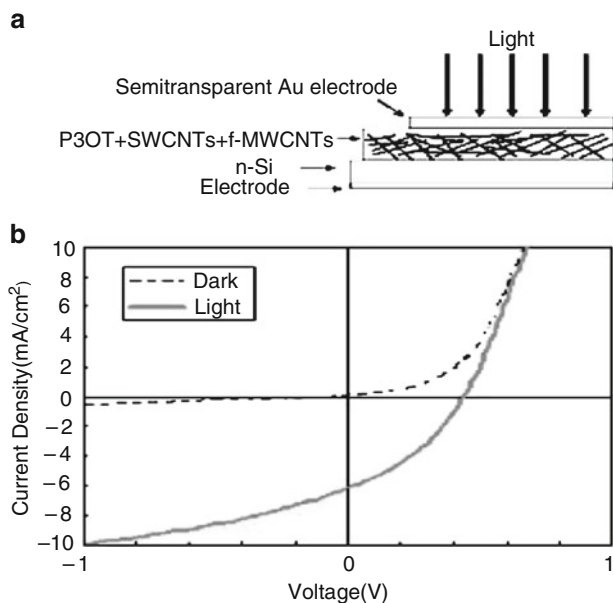 a
Light
Semitransparent Au electrode
P3OT+SWCNTs+f-MWCNTs
n-Si
Electrode
b
Current Density(mA/cm²)
10
8
6
4
2
0
−2
−4
−6
−8
−10
Dark
Light
−1
0
1
Voltage(V)